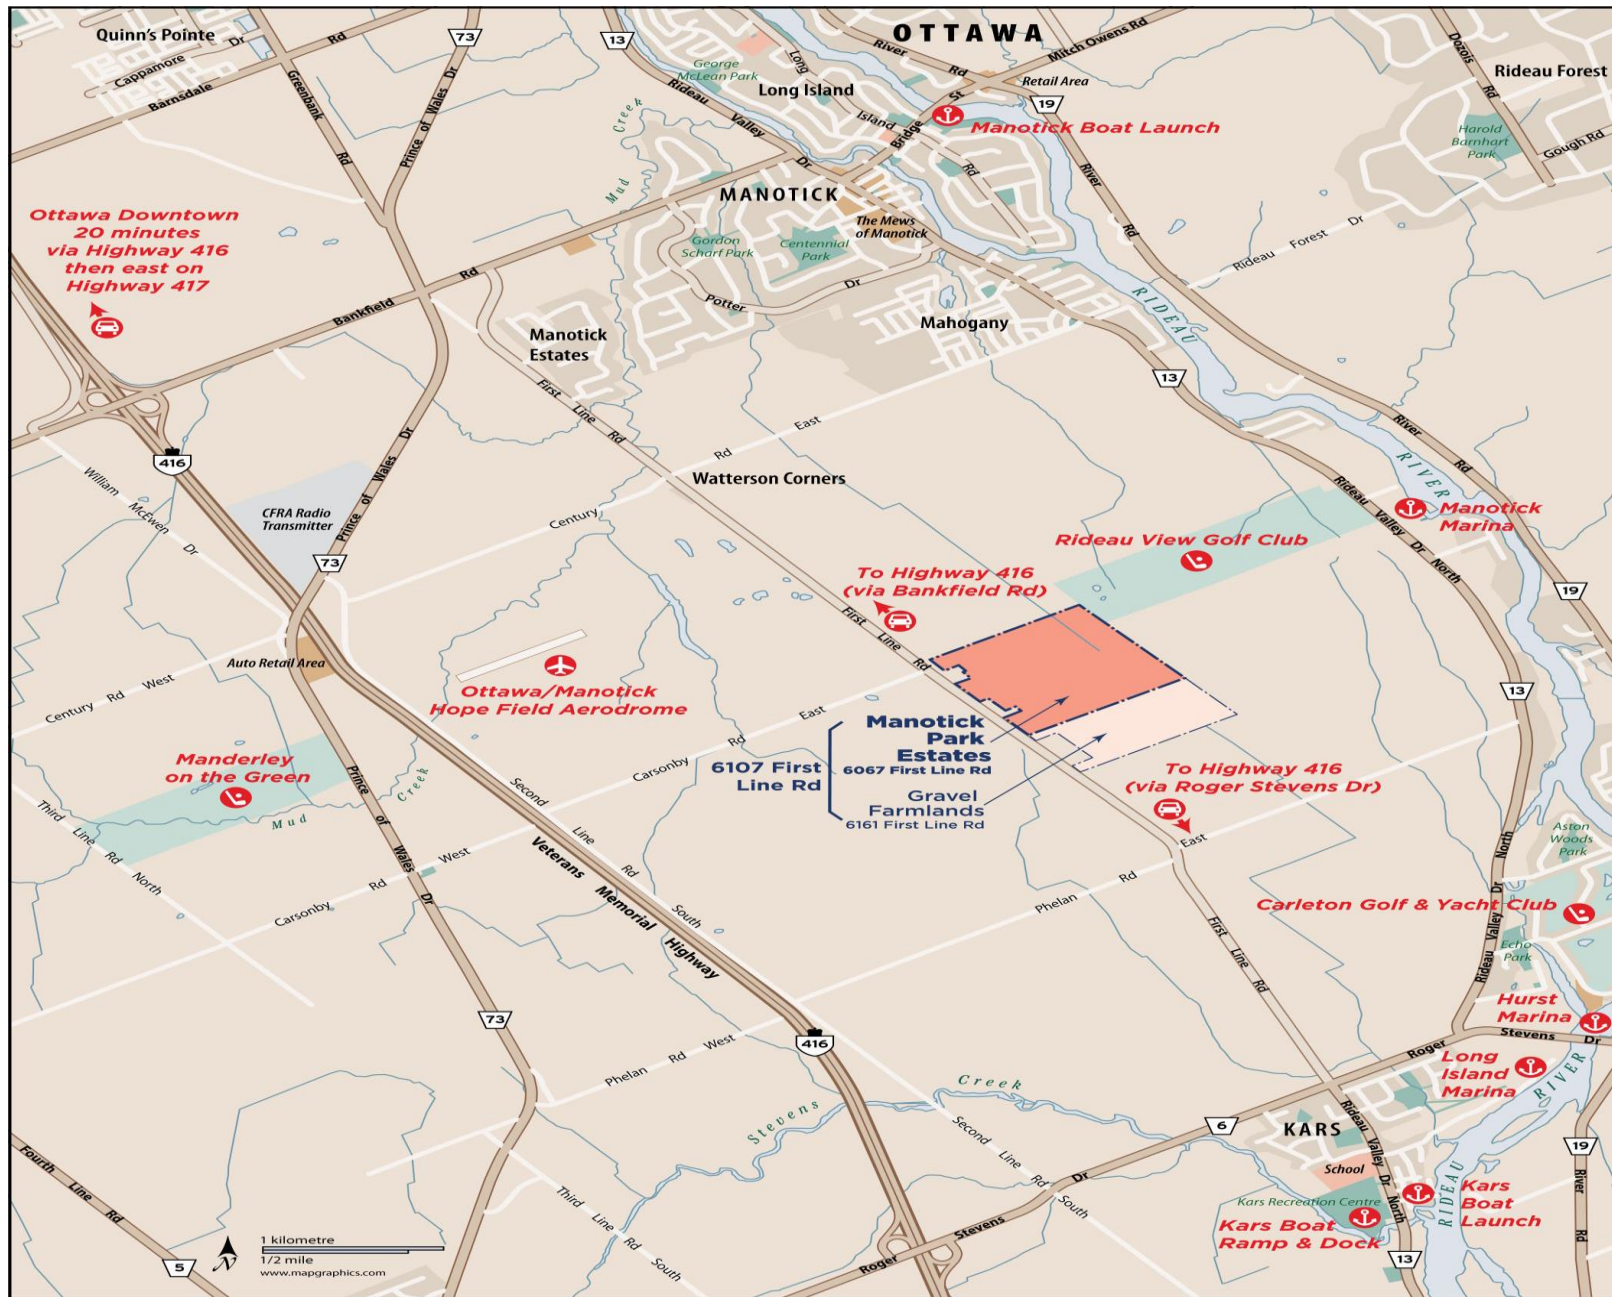 OTTAWA
Quinn's Pointe
Cappamore Dr
Barnsdale Rd
Greenbank Rd
73
Prince of Wales Dr
13
Rideau Valley Dr
George
McLean Park
Long Island
Long Island Rd
Bridge St
River Rd
Mitch Owens Rd
Retail Area
19
Manotick Boat Launch
Dozois Rd
Rideau Forest
Harold
Barnhart
Park
Gough Rd
Mud Creek
MANOTICK
The Mews
of Manotick
Gordon
Scharf Park
Centennial
Park
River Rd
Rideau Forest Dr
Ottawa Downtown
20 minutes
via Highway 416
then east on
Highway 417
Bankfield Rd
Potter Dr
Manotick
Estates
Mahogany
RIDEAU RIVER
13
First Line Rd
Prince of Wales Dr
416
William McEwen Dr
CFRA Radio
Transmitter
73
Century Rd East
Watterson Corners
Rideau Valley Dr North
River Rd
Manotick
Marina
Rideau View Golf Club
To Highway 416
(via Bankfield Rd)
19
First Line Rd
Auto Retail Area
Century Rd West
Ottawa/Manotick
Hope Field Aerodrome
13
Carsonby Rd East
6107 First
Line Rd
Manotick
Park
Estates
6067 First Line Rd
Gravel
Farmlands
6161 First Line Rd
To Highway 416
(via Roger Stevens Dr)
Manderley
on the Green
Mud Creek
Third Line Rd North
Prince of Wales Dr
Second Line Rd South
Veterans Memorial Highway
Carsonby Rd West
Phelan Rd East
First Line Rd
Rideau Valley Dr North
Aston
Woods
Park
Carleton Golf & Yacht Club
Echo
Park
Hurst
Marina
73
416
Phelan Rd West
Roger Stevens Dr
Long
Island
Marina
RIDEAU RIVER
Stevens Creek
Second Line Rd South
6
KARS
School
Rideau Valley Dr North
19
River Rd
Kars Recreation Centre
Kars Boat
Ramp & Dock
Kars
Boat
Launch
Third Line Rd South
Roger Stevens Dr
13
Fourth Line Rd
5
N
1 kilometre
1/2 mile
www.mapgraphics.com